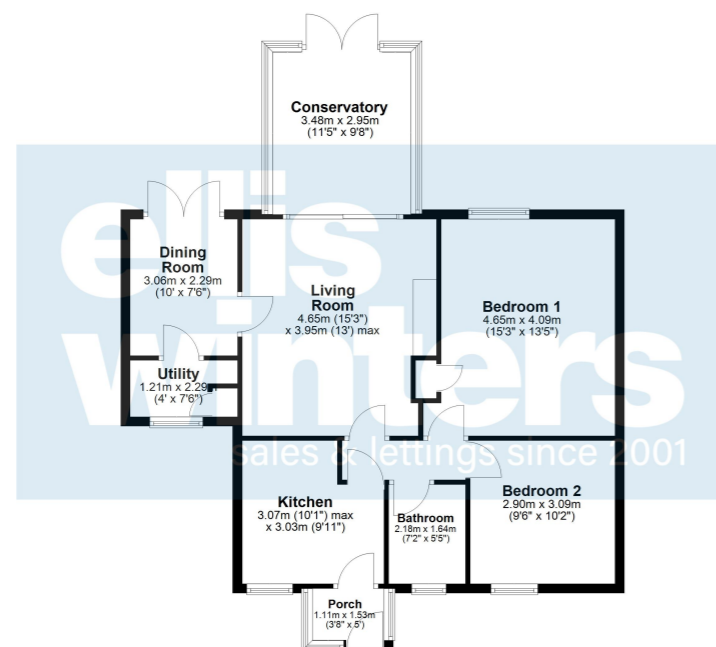 Conservatory
3.48m x 2.95m
(11'5" x 9'8")
ellis
winters
sales & lettings since 2001
Dining
Room
3.06m x 2.29m
(10' x 7'6")
Living
Room
4.65m (15'3")
x 3.95m (13') max
Bedroom 1
4.65m x 4.09m
(15'3" x 13'5")
Utility
1.21m x 2.29m
(4' x 7'6")
Kitchen
3.07m (10'1") max
x 3.03m (9'11")
Bathroom
2.18m x 1.64m
(7'2" x 5'5")
Bedroom 2
2.90m x 3.09m
(9'6" x 10'2")
Porch
1.11m x 1.53m
(3'8" x 5')